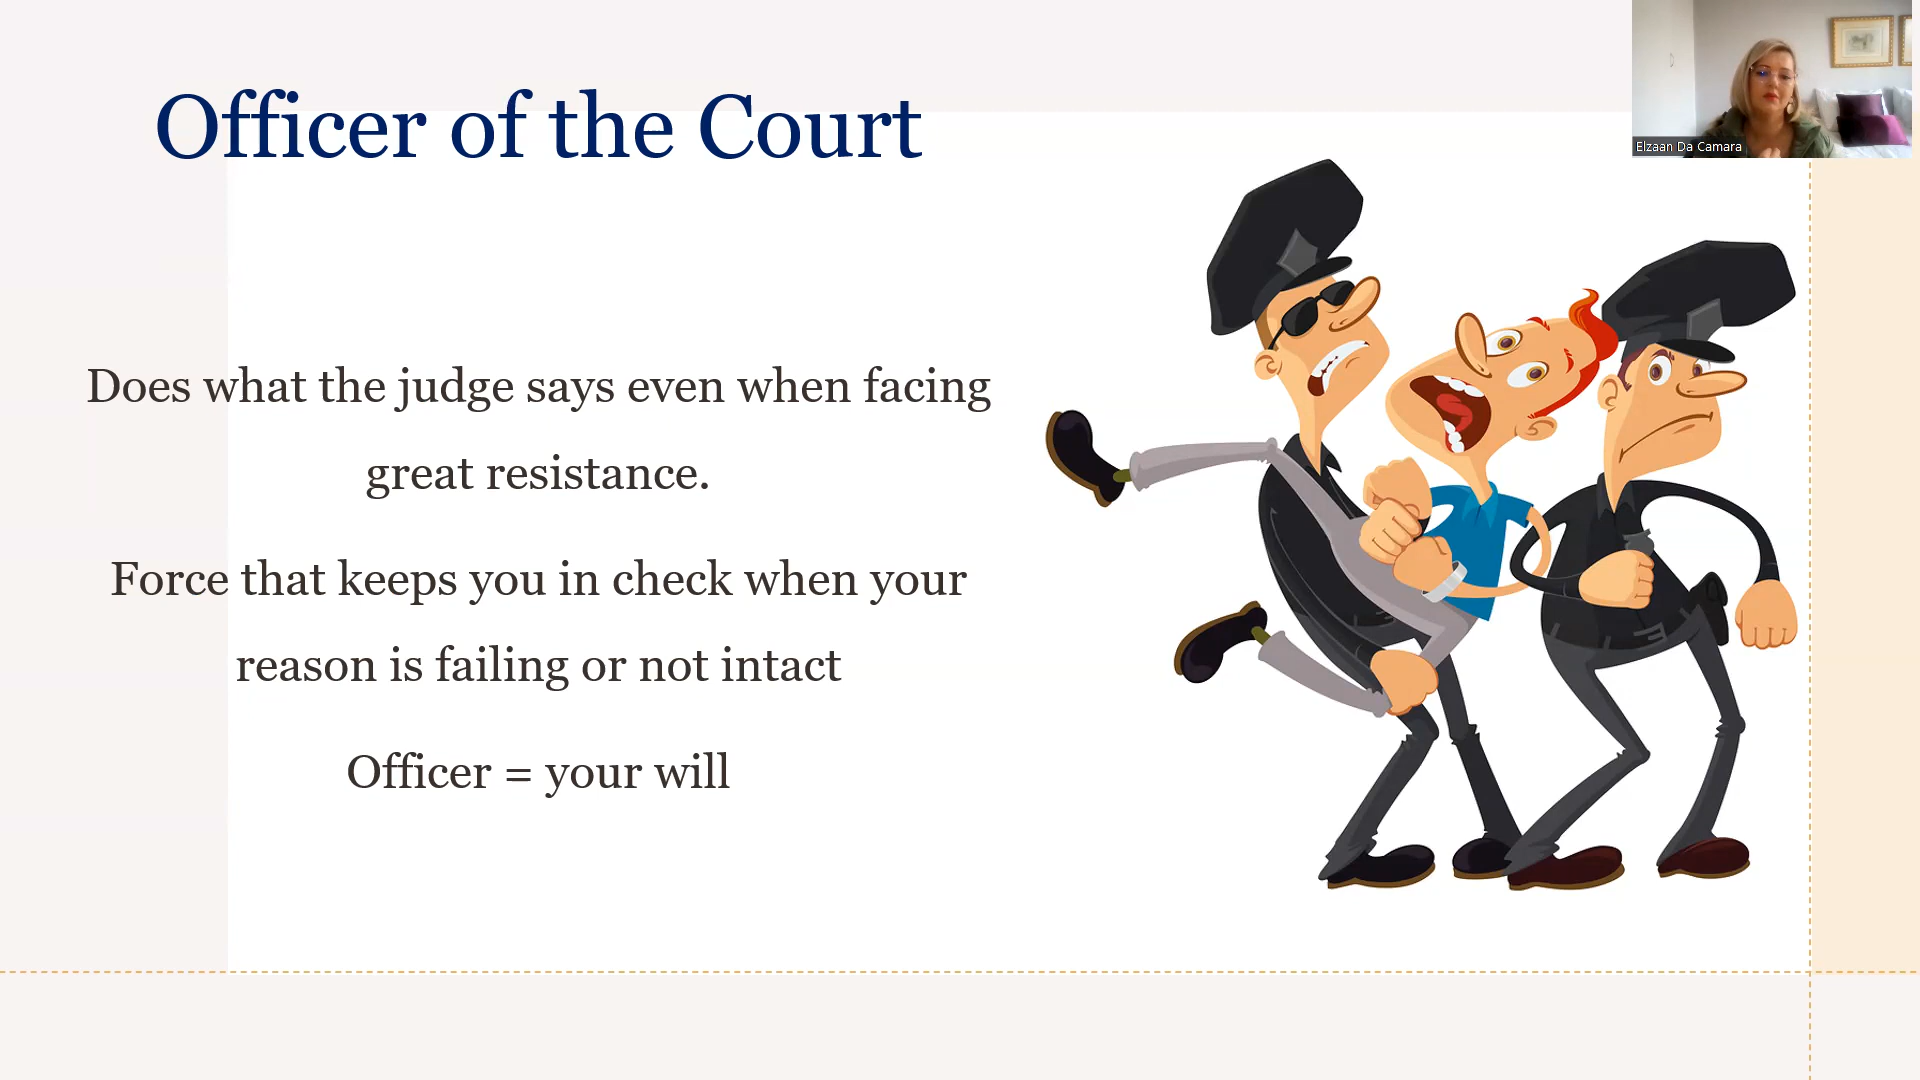 Officer of the Court
Elzaan Da Camara
Does what the judge says even when facing
great resistance.
Force that keeps you in check when your
reason is failing or not intact
Officer = your will